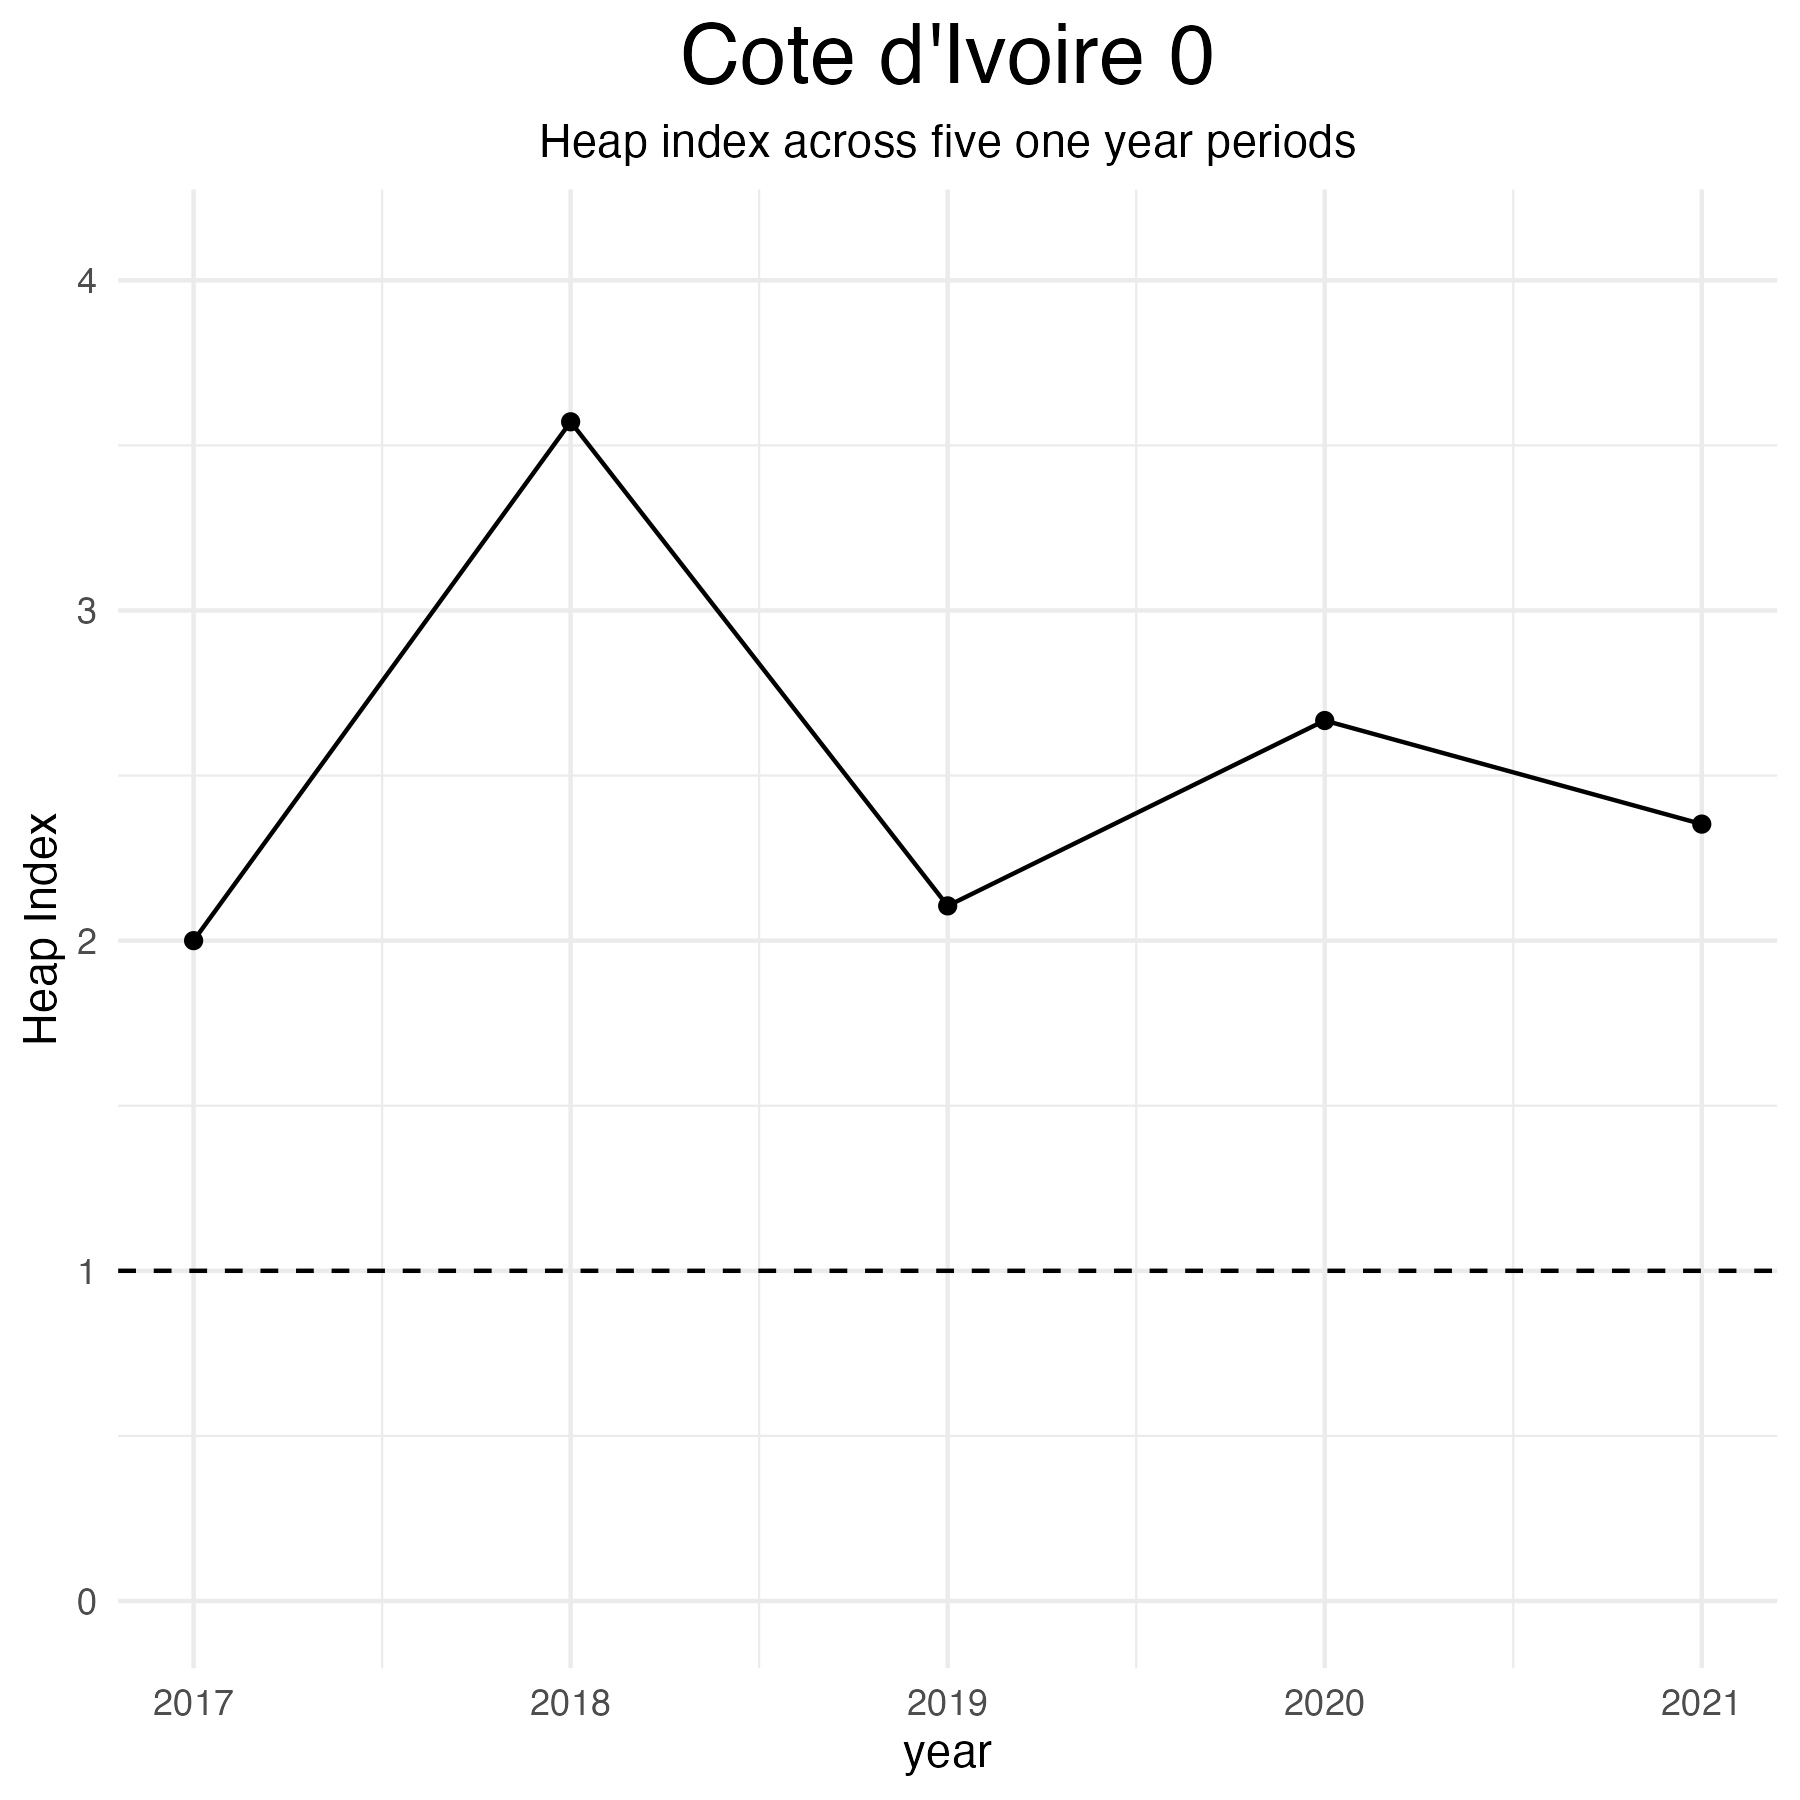 Cote d'Ivoire 0
Heap index across five one year periods
Heap Index
4
3
2
1
0
2017 2018 2019 2020 2021
year